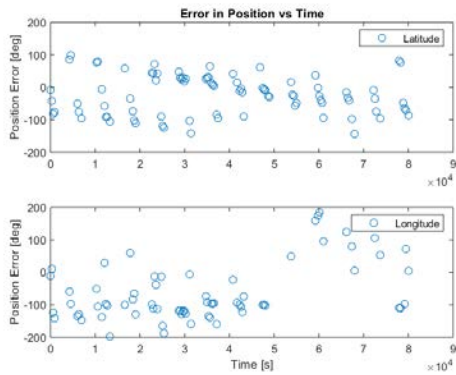 Error in Position vs Time
Position Error [deg]
200
100
0
-100
-200
Latitude
0 1 2 3 4 5 6 7 8 9
×10⁴
Position Error [deg]
200
100
0
-100
-200
Longitude
0 1 2 3 4 5 6 7 8 9
Time [s]
×10⁴